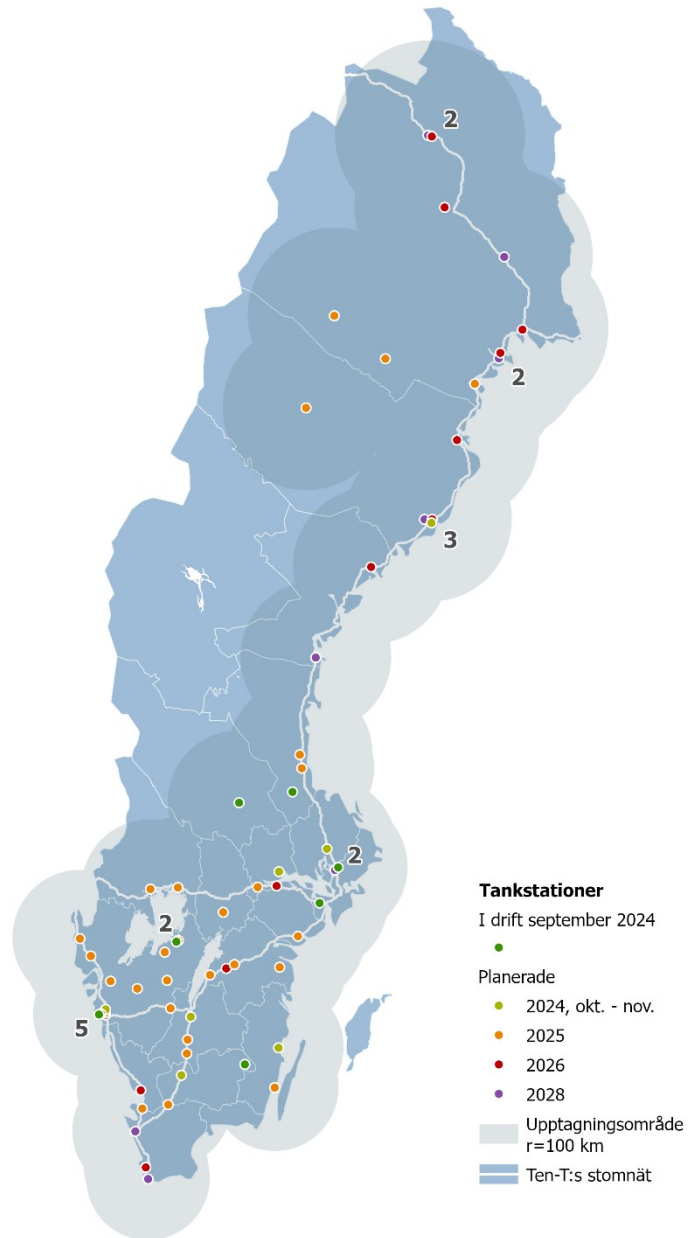 2
2
3
2
2
5
Tankstationer
I drift september 2024
Planerade
2024, okt. - nov.
2025
2026
2028
Upptagningsområde
r=100 km
Ten-T:s stomnät